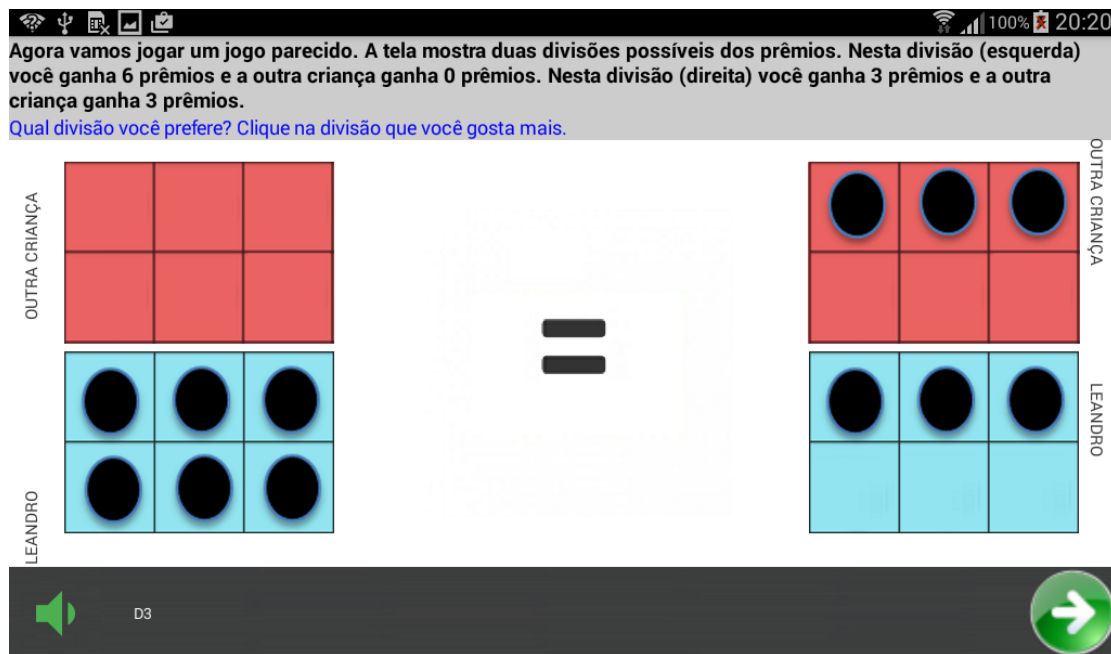 100% 20:20
Agora vamos jogar um jogo parecido. A tela mostra duas divisões possíveis dos prêmios. Nesta divisão (esquerda)
você ganha 6 prêmios e a outra criança ganha 0 prêmios. Nesta divisão (direita) você ganha 3 prêmios e a outra
criança ganha 3 prêmios.
Qual divisão você prefere? Clique na divisão que você gosta mais.
OUTRA CRIANÇA
OUTRA CRIANÇA
LEANDRO
LEANDRO
D3